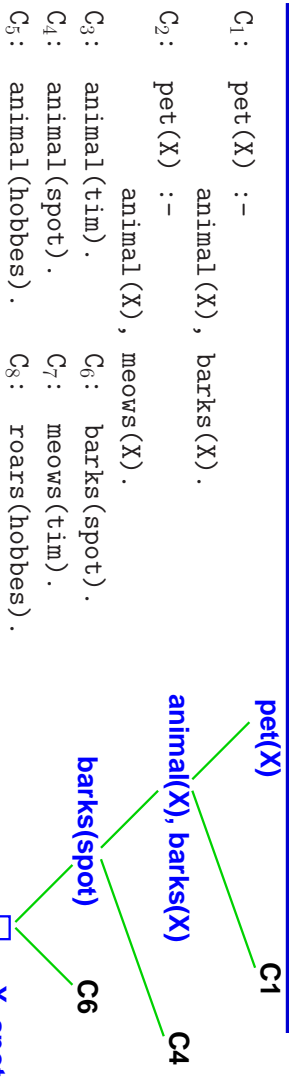 C₁: pet(X) :-
animal(X), barks(X).
C₂: pet(X) :-
animal(X), meows(X).
C₃: animal(tim). C₆: barks(spot).
C₄: animal(spot). C₇: meows(tim).
C₅: animal(hobbes). C₈: roars(hobbes).
pet(X)
C1
animal(X), barks(X)
C4
barks(spot)
C6